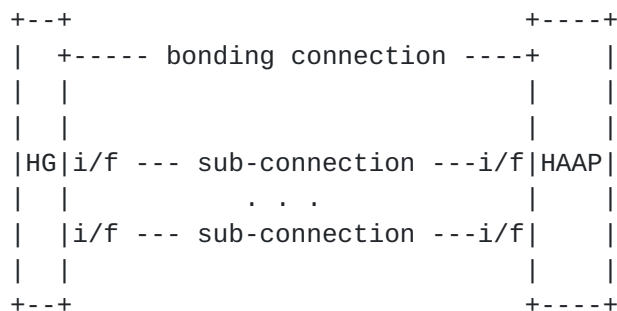 +--+                             +----+
|  +----- bonding connection ----+    |
|  |                             |    |
|  |                             |    |
|HG|i/f --- sub-connection ---i/f|HAAP|
|  |           . . .             |    |
|  |i/f --- sub-connection ---i/f|    |
|  |                             |    |
+--+                             +----+